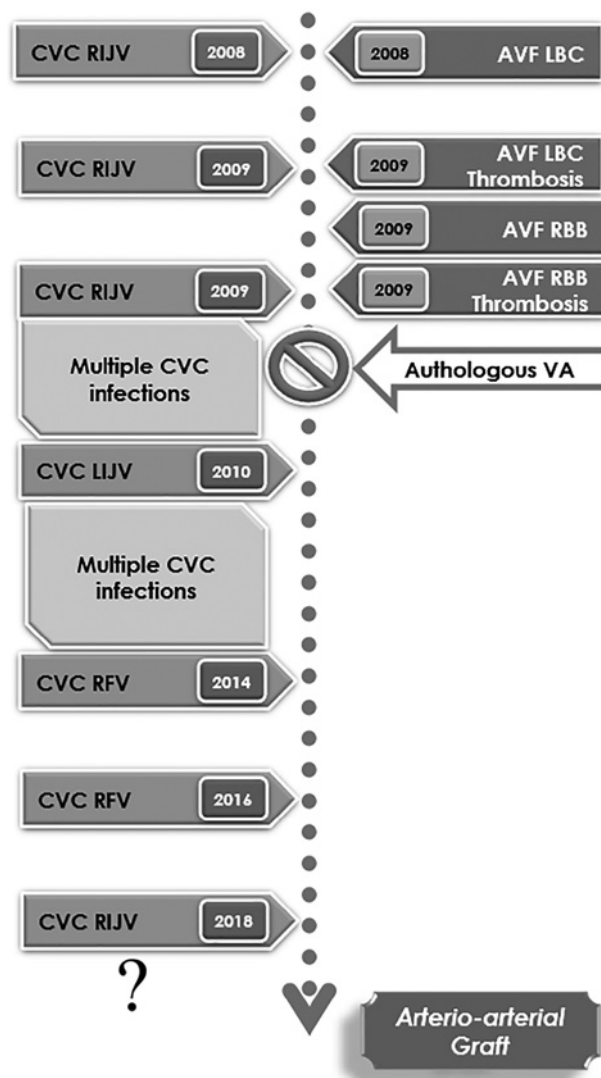 CVC RIJV 2008
2008 AVF LBC
CVC RIJV 2009
2009 AVF LBC
Thrombosis
2009 AVF RBB
CVC RIJV 2009
2009 AVF RBB
Thrombosis
Multiple CVC
infections
Authologous VA
CVC LIJV 2010
Multiple CVC
infections
CVC RFV 2014
CVC RFV 2016
CVC RIJV 2018
?
Arterio-arterial
Graft